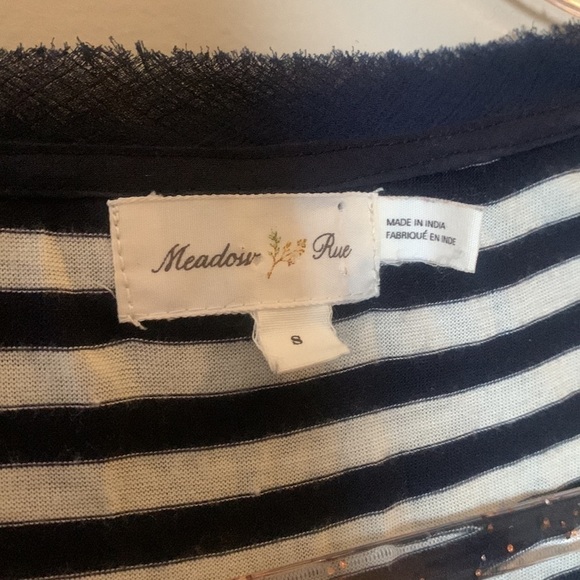 Meadow Rue
MADE IN INDIA
FABRIQUÉ EN INDE
S